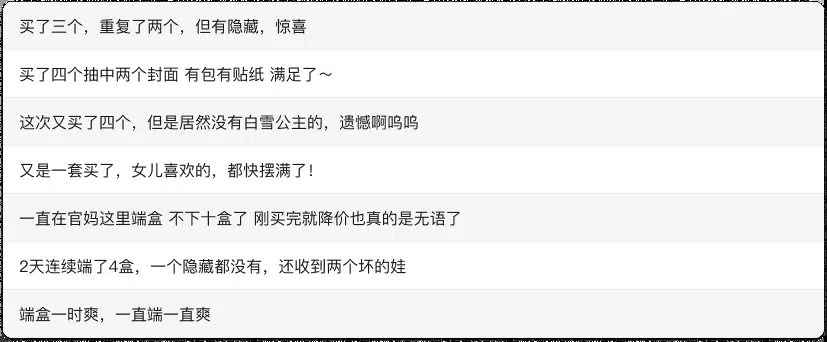 买了三个，重复了两个，但有隐藏，惊喜
买了四个抽中两个封面 有包有贴纸 满足了～
这次又买了四个，但是居然没有白雪公主的，遗憾啊呜呜
又是一套买了，女儿喜欢的，都快摆满了！
一直在官妈这里端盒 不下十盒了 刚买完就降价也真的是无语了
2天连续端了4盒，一个隐藏都没有，还收到两个坏的娃
端盒一时爽，一直端一直爽